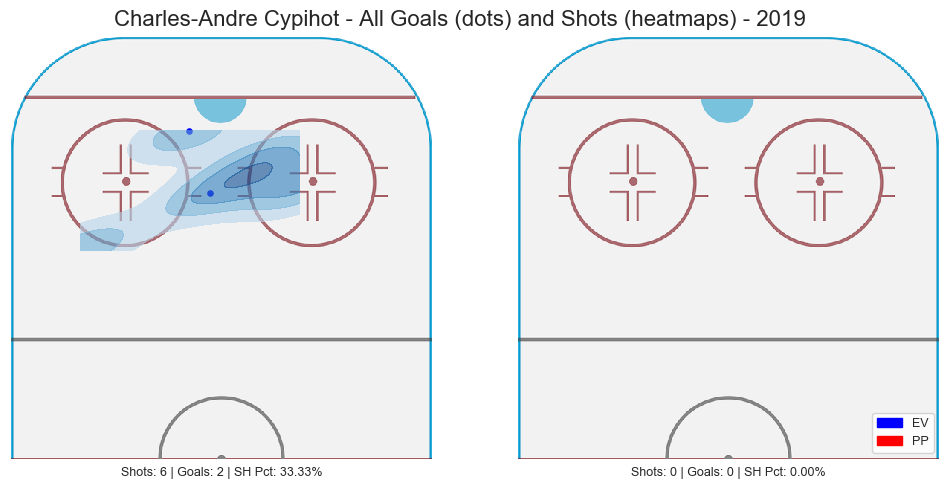 Charles-Andre Cypihot - All Goals (dots) and Shots (heatmaps) - 2019
EV
PP
Shots: 6 | Goals: 2 | SH Pct: 33.33%
Shots: 0 | Goals: 0 | SH Pct: 0.00%